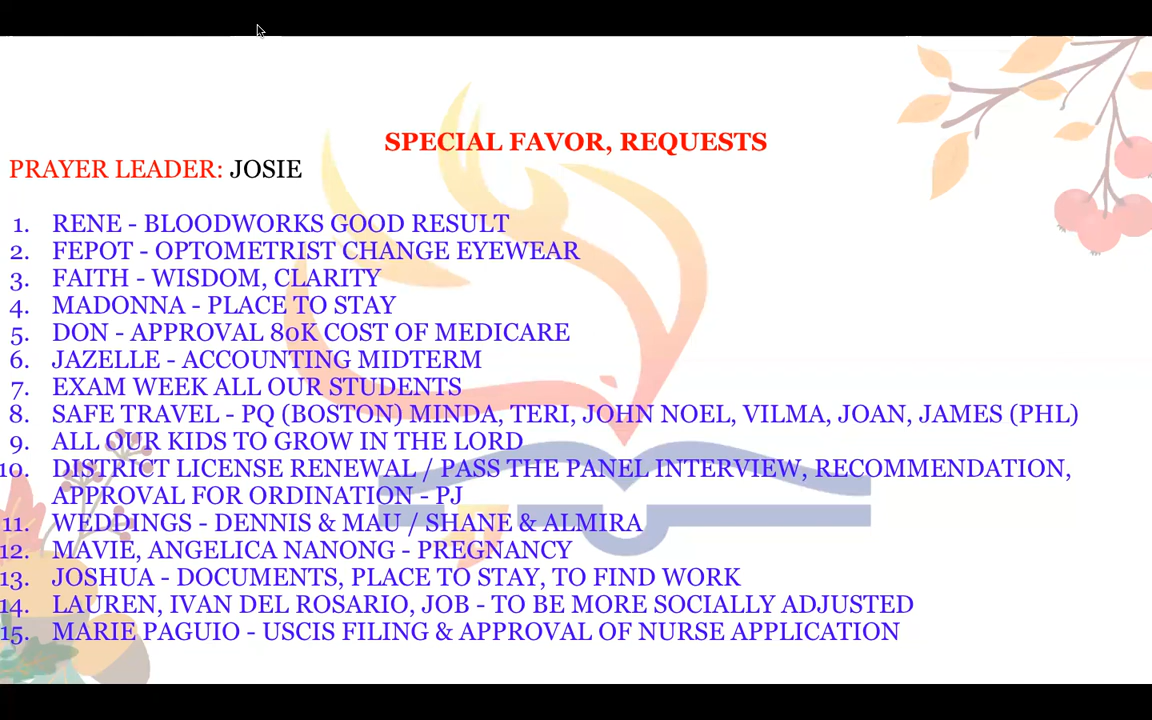 SPECIAL FAVOR, REQUESTS
PRAYER LEADER: JOSIE
1. RENE - BLOODWORKS GOOD RESULT
2. FEPOT - OPTOMETRIST CHANGE EYEWEAR
3. FAITH - WISDOM, CLARITY
4. MADONNA - PLACE TO STAY
5. DON - APPROVAL 80K COST OF MEDICARE
6. JAZELLE - ACCOUNTING MIDTERM
7. EXAM WEEK ALL OUR STUDENTS
8. SAFE TRAVEL - PQ (BOSTON) MINDA, TERI, JOHN NOEL, VILMA, JOAN, JAMES (PHL)
9. ALL OUR KIDS TO GROW IN THE LORD
10. DISTRICT LICENSE RENEWAL / PASS THE PANEL INTERVIEW, RECOMMENDATION,
APPROVAL FOR ORDINATION - PJ
11. WEDDINGS - DENNIS & MAU / SHANE & ALMIRA
12. MAVIE, ANGELICA NANONG - PREGNANCY
13. JOSHUA - DOCUMENTS, PLACE TO STAY, TO FIND WORK
14. LAUREN, IVAN DEL ROSARIO, JOB - TO BE MORE SOCIALLY ADJUSTED
15. MARIE PAGUIO - USCIS FILING & APPROVAL OF NURSE APPLICATION